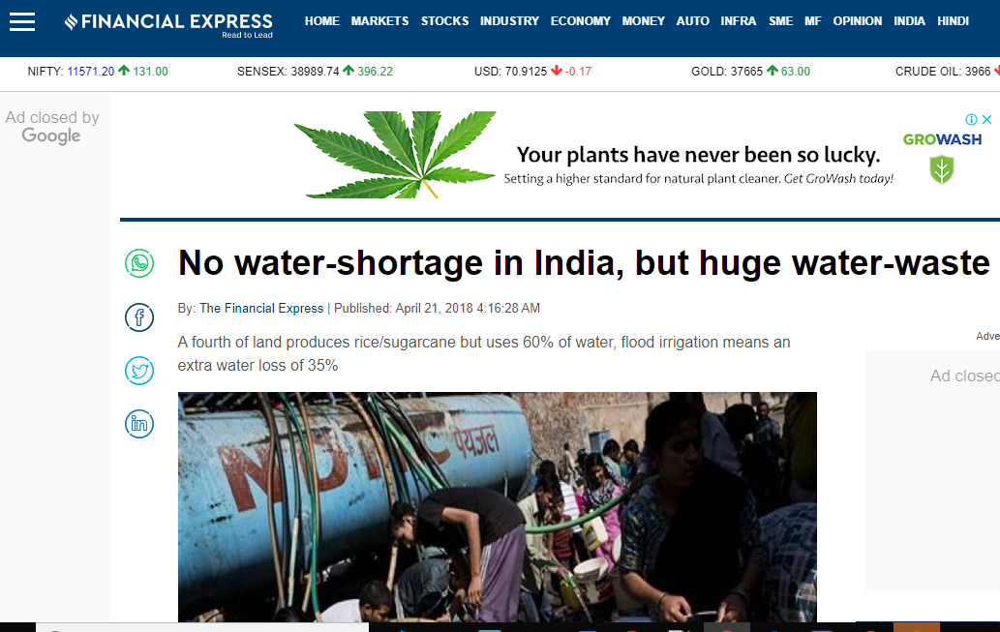 FINANCIAL EXPRESS
Read to Lead
HOME MARKETS STOCKS INDUSTRY ECONOMY MONEY AUTO INFRA SME MF OPINION INDIA HINDI
NIFTY: 11571.20 131.00 SENSEX: 38989.74 396.22 USD: 70.9125 -0.17 GOLD: 37665 63.00 CRUDE OIL: 3966
Ad closed by
Google
Your plants have never been so lucky.
Setting a higher standard for natural plant cleaner. Get GroWash today!
GROWASH
No water-shortage in India, but huge water-waste
By: The Financial Express | Published: April 21, 2018 4:16:28 AM
A fourth of land produces rice/sugarcane but uses 60% of water, flood irrigation means an
extra water loss of 35%
Adve
Ad closed
पेयजल